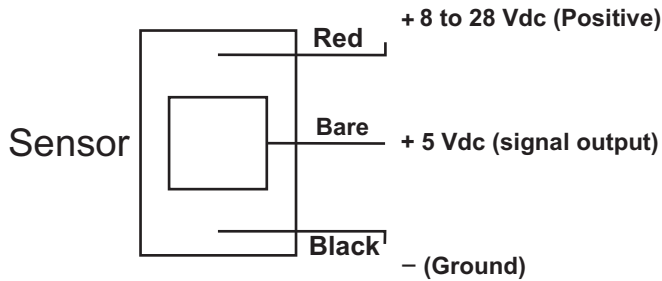 + 8 to 28 Vdc (Positive)
Red
Bare
+ 5 Vdc (signal output)
Sensor
Black
– (Ground)